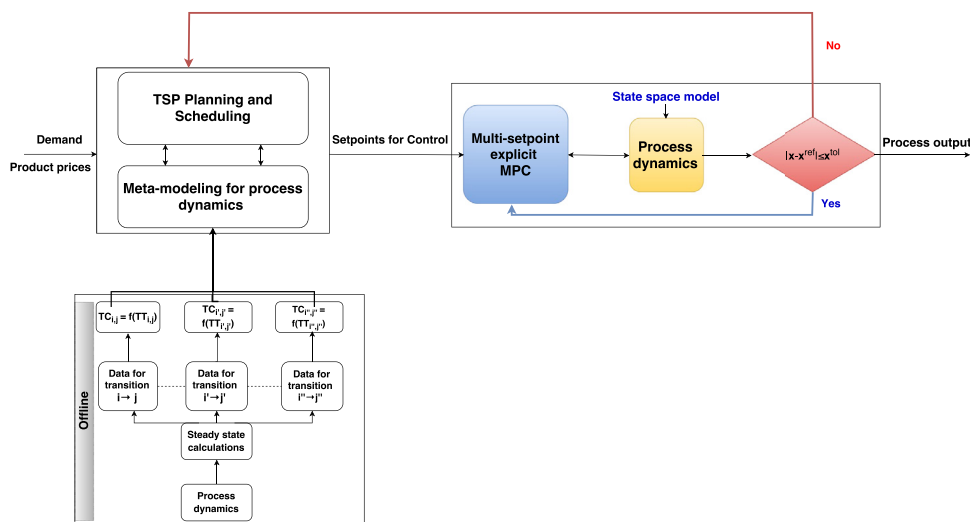 No
TSP Planning and
Scheduling
Demand
Product prices
Meta-modeling for process
dynamics
Setpoints for Control
State space model
Multi-setpoint
explicit
MPC
Process
dynamics
|x-x^ref|≤x^tol
Process output
Yes
Offline
TC_i,j = f(TT_i,j)
TC_i',j' =
f(TT_i',j')
TC_i'',j'' =
f(TT_i'',j'')
Data for
transition
i→ j
Data for
transition
i'→j'
Data for
transition
i''→j''
Steady state
calculations
Process
dynamics